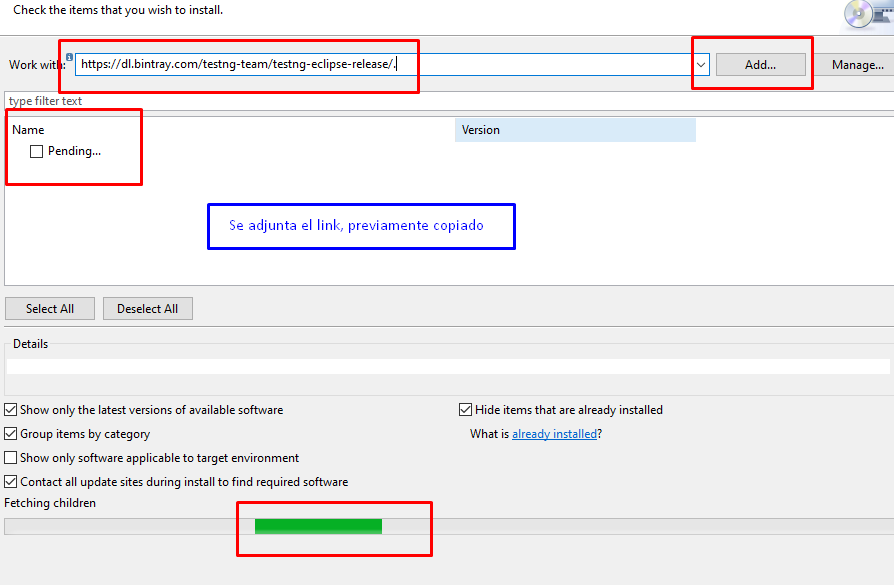 Check the items that you wish to install.
Work with: https://dl.bintray.com/testng-team/testng-eclipse-release/. Add... Manage...
type filter text
Name Version
Pending...
Se adjunta el link, previamente copiado
Select All Deselect All
Details
Show only the latest versions of available software Hide items that are already installed
Group items by category What is already installed?
Show only software applicable to target environment
Contact all update sites during install to find required software
Fetching children